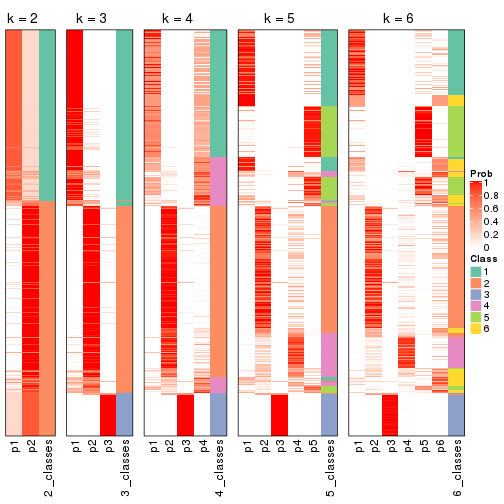 k = 2
k = 3
k = 4
k = 5
k = 6
p1
p2
2_classes
p1
p2
p3
3_classes
p1
p2
p3
p4
4_classes
p1
p2
p3
p4
p5
5_classes
p1
p2
p3
p4
p5
p6
6_classes
Prob
1
0.8
0.6
0.4
0.2
0
Class
1
2
3
4
5
6